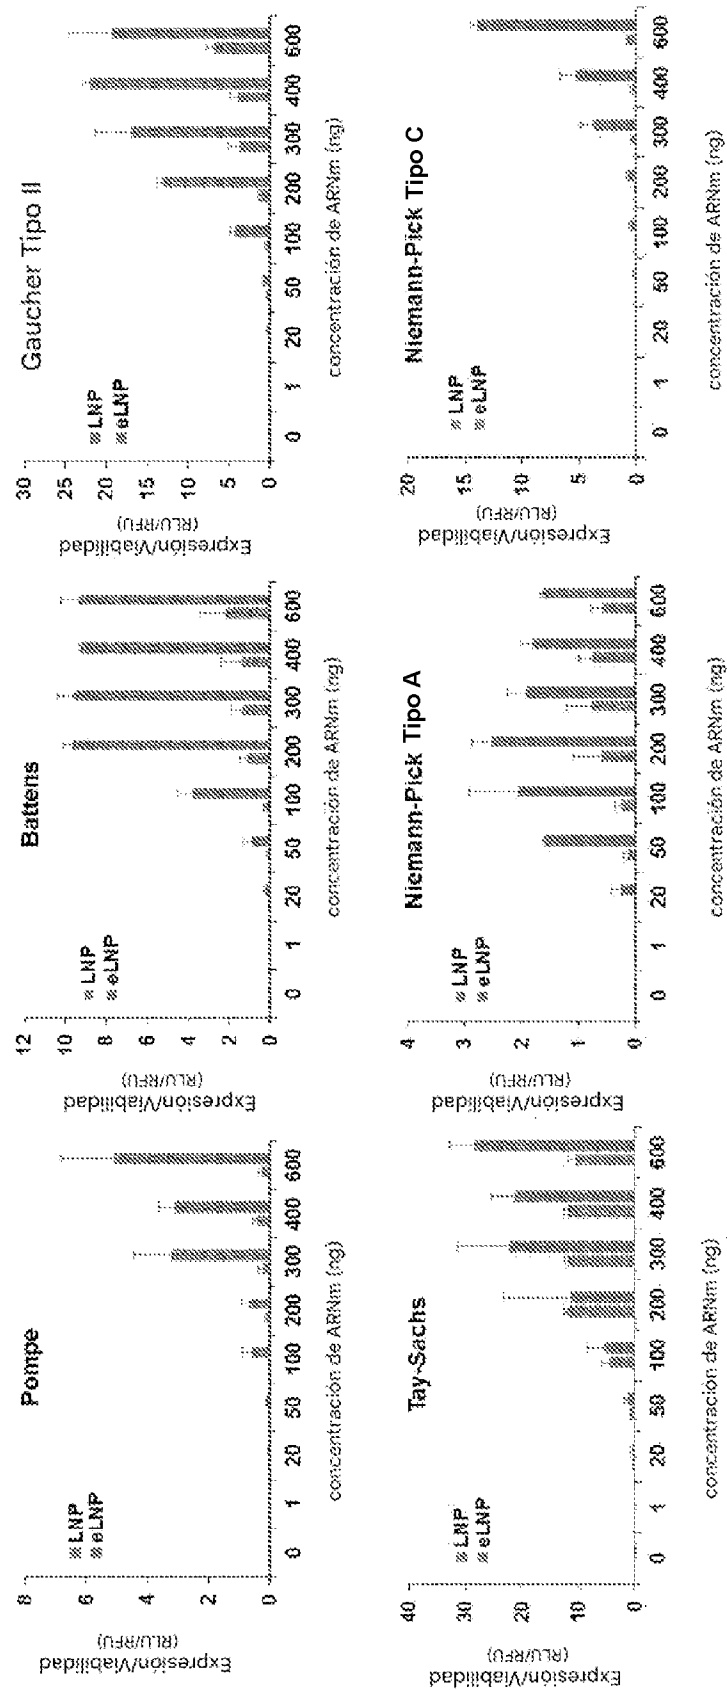 Pompe
8
6
4
2
0
Expresión/Viabilidad
(RLU/RFU)
LNP
eLNP
0 1 20 50 100 200 300 400 600
concentración de ARNm (ng)
Battens
12
10
8
6
4
2
0
Expresión/Viabilidad
(RLU/RFU)
LNP
eLNP
0 1 20 50 100 200 300 400 600
concentración de ARNm (ng)
Gaucher Tipo II
30
25
20
15
10
5
0
Expresión/Viabilidad
(RLU/RFU)
LNP
eLNP
0 1 20 50 100 200 300 400 600
concentración de ARNm (ng)
Tay-Sachs
40
30
20
10
0
Expresión/Viabilidad
(RLU/RFU)
LNP
eLNP
0 1 20 50 100 200 300 400 600
concentración de ARNm (ng)
Niemann-Pick Tipo A
4
3
2
1
0
Expresión/Viabilidad
(RLU/RFU)
LNP
eLNP
0 1 20 50 100 200 300 400 600
concentración de ARNm (ng)
Niemann-Pick Tipo C
20
15
10
5
0
Expresión/Viabilidad
(RLU/RFU)
LNP
eLNP
0 1 20 50 100 200 300 400 600
concentración de ARNm (ng)